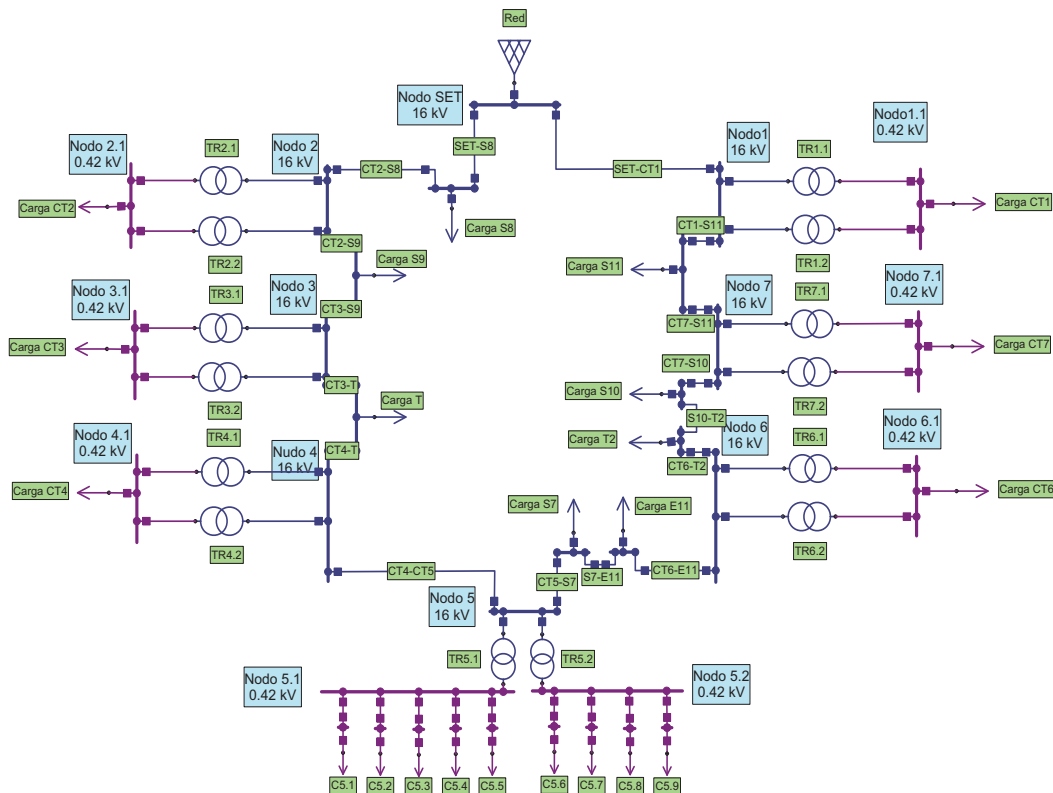 Red
Nodo SET
16 kV
Nodo1.1
0.42 kV
Nodo 2.1
0.42 kV
TR2.1
Nodo 2
16 kV
SET-S8
Nodo1
16 kV
TR1.1
CT2-S8
SET-CT1
Carga CT2
Carga CT1
Carga S8
CT1-S11
CT2-S9
TR2.2
TR1.2
Carga S9
Carga S11
Nodo 3.1
0.42 kV
TR3.1
Nodo 3
16 kV
Nodo 7
16 kV
TR7.1
Nodo 7.1
0.42 kV
CT3-S9
CT7-S11
Carga CT3
Carga CT7
CT7-S10
CT3-T
Carga S10
Carga T
TR3.2
TR7.2
S10-T2
Nodo 4.1
0.42 kV
TR4.1
Nudo 4
16 kV
CT4-T
Carga T2
Nodo 6
16 kV
TR6.1
Nodo 6.1
0.42 kV
CT6-T2
Carga CT4
Carga CT6
Carga S7
Carga E11
TR4.2
TR6.2
CT4-CT5
CT5-S7
S7-E11
CT6-E11
Nodo 5
16 kV
TR5.1
TR5.2
Nodo 5.1
0.42 kV
Nodo 5.2
0.42 kV
C5.1
C5.2
C5.3
C5.4
C5.5
C5.6
C5.7
C5.8
C5.9